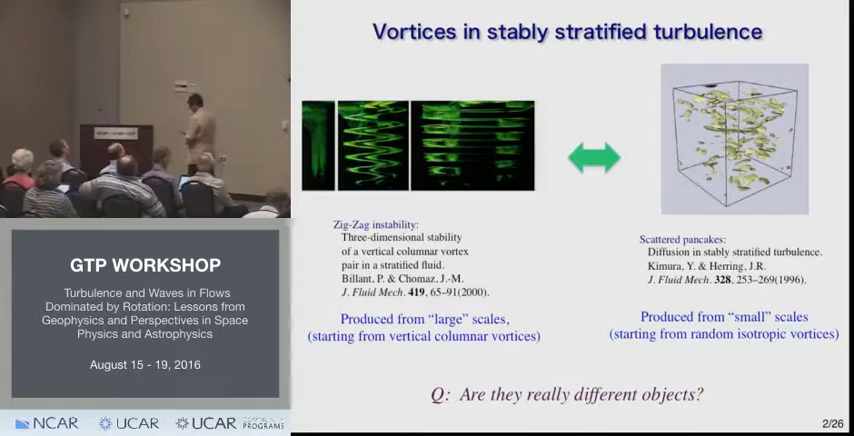 Vortices in stably stratified turbulence
Zig-Zag instability:
Three-dimensional stability
of a vertical columnar vortex
pair in a stratified fluid.
Billant, P. & Chomaz, J.-M.
J. Fluid Mech. 419, 65-91(2000).
Produced from “large” scales,
(starting from vertical columnar vortices)
Scattered pancakes:
Diffusion in stably stratified turbulence.
Kimura, Y. & Herring, J.R.
J. Fluid Mech. 328, 253–269(1996).
Produced from “small” scales
(starting from random isotropic vortices)
Q: Are they really different objects?
2/26
GTP WORKSHOP
Turbulence and Waves in Flows
Dominated by Rotation: Lessons from
Geophysics and Perspectives in Space
Physics and Astrophysics
August 15 - 19, 2016
NCAR
UCAR
UCAR
PROGRAMS